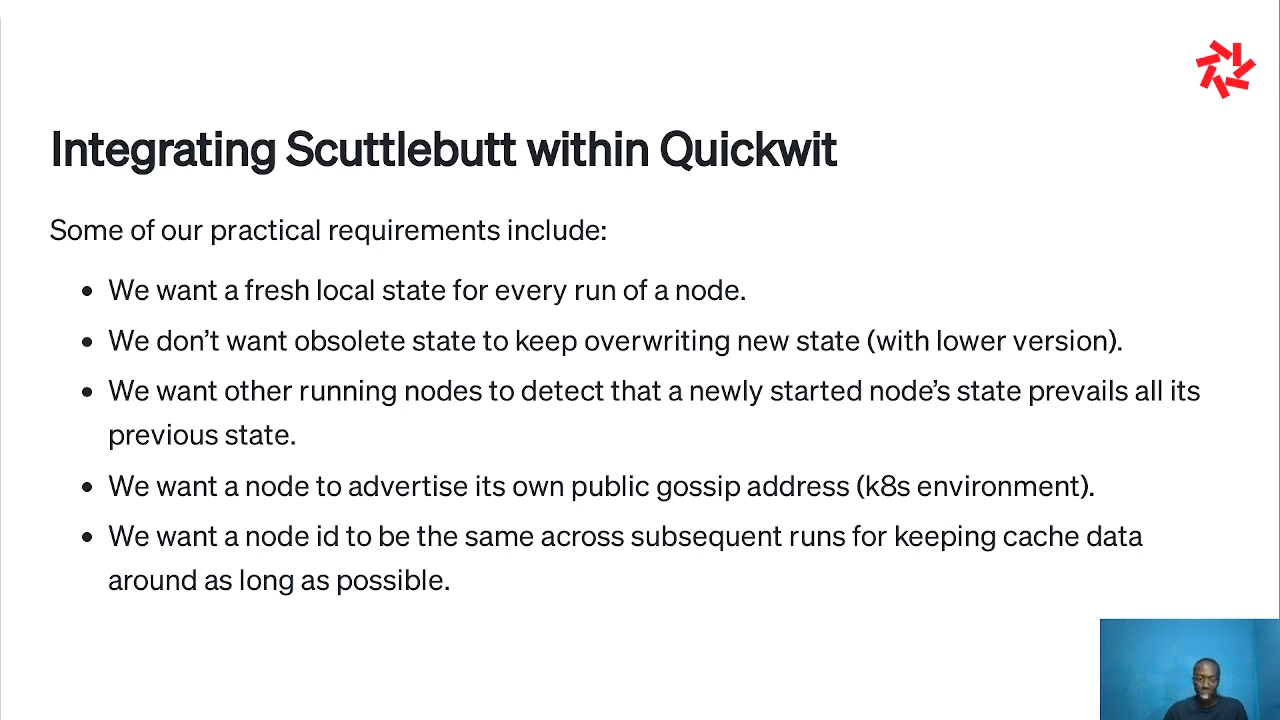 Integrating Scuttlebutt within Quickwit
Some of our practical requirements include:
• We want a fresh local state for every run of a node.
• We don’t want obsolete state to keep overwriting new state (with lower version).
• We want other running nodes to detect that a newly started node’s state prevails all its
previous state.
• We want a node to advertise its own public gossip address (k8s environment).
• We want a node id to be the same across subsequent runs for keeping cache data
around as long as possible.